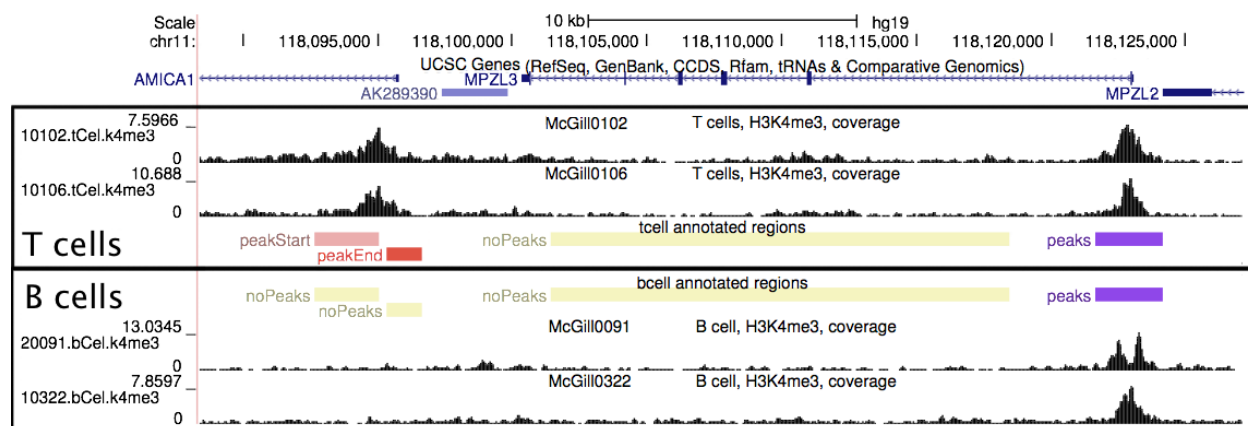 Scale 10 kb hg19
chr11: 118,095,000 118,100,000 118,105,000 118,110,000 118,115,000 118,120,000 118,125,000
UCSC Genes (RefSeq, GenBank, CCDS, Rfam, tRNAs & Comparative Genomics)
AMICA1 MPZL3
AK289390 MPZL2
7.5966 McGill0102 T cells, H3K4me3, coverage
10102.tCel.k4me3
0
10.688 McGill0106 T cells, H3K4me3, coverage
10106.tCel.k4me3
0
tcell annotated regions
T cells peakStart noPeaks peaks
peakEnd
bcell annotated regions
B cells noPeaks noPeaks peaks
noPeaks
13.0345 McGill0091 B cell, H3K4me3, coverage
20091.bCel.k4me3
0
7.8597 McGill0322 B cell, H3K4me3, coverage
10322.bCel.k4me3
0